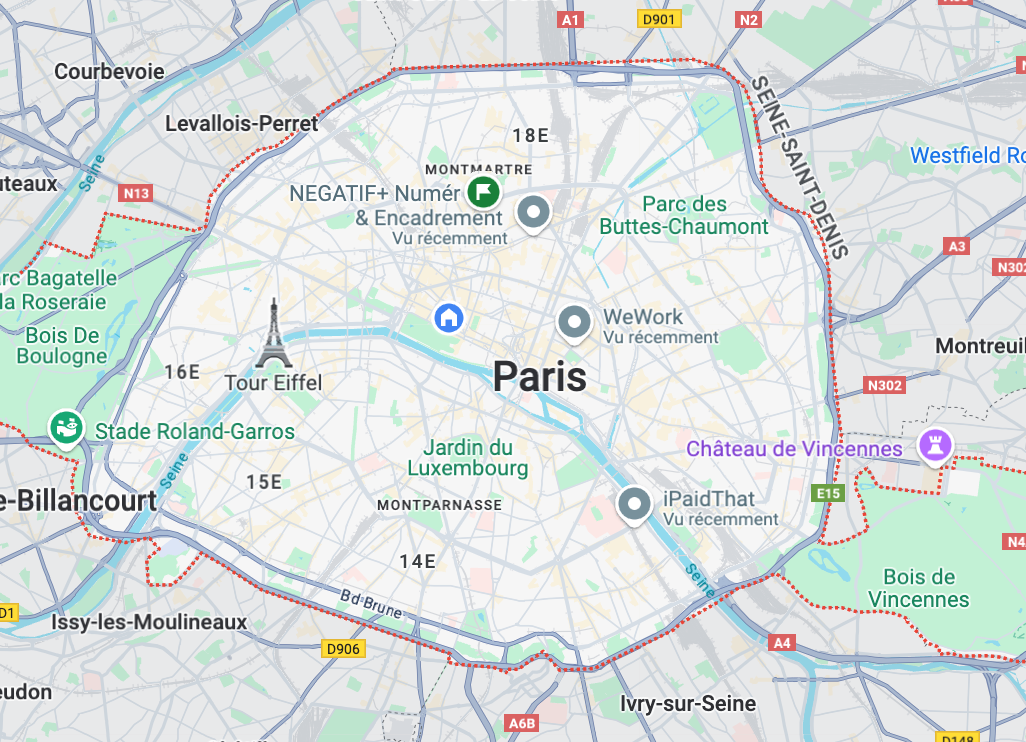 A1
D901
N2
Courbevoie
Levallois-Perret
18E
SEINE-SAINT-DENIS
Seine
MONTMARTRE
Westfield Ro
uteaux
N13
NEGATIF+ Numér
& Encadrement
Vu récemment
Parc des
Buttes-Chaumont
A3
N302
rc Bagatelle
la Roseraie
Bois De
Boulogne
WeWork
Vu récemment
Montreuil
16E
Tour Eiffel
Paris
N302
Stade Roland-Garros
Jardin du
Luxembourg
Château de Vincennes
Seine
15E
e-Billancourt
MONTPARNASSE
iPaidThat
Vu récemment
E15
N4
14E
Seine
Bois de
Vincennes
Bd Brune
D1
Issy-les-Moulineaux
D906
A4
eudon
Ivry-sur-Seine
A6B
D148